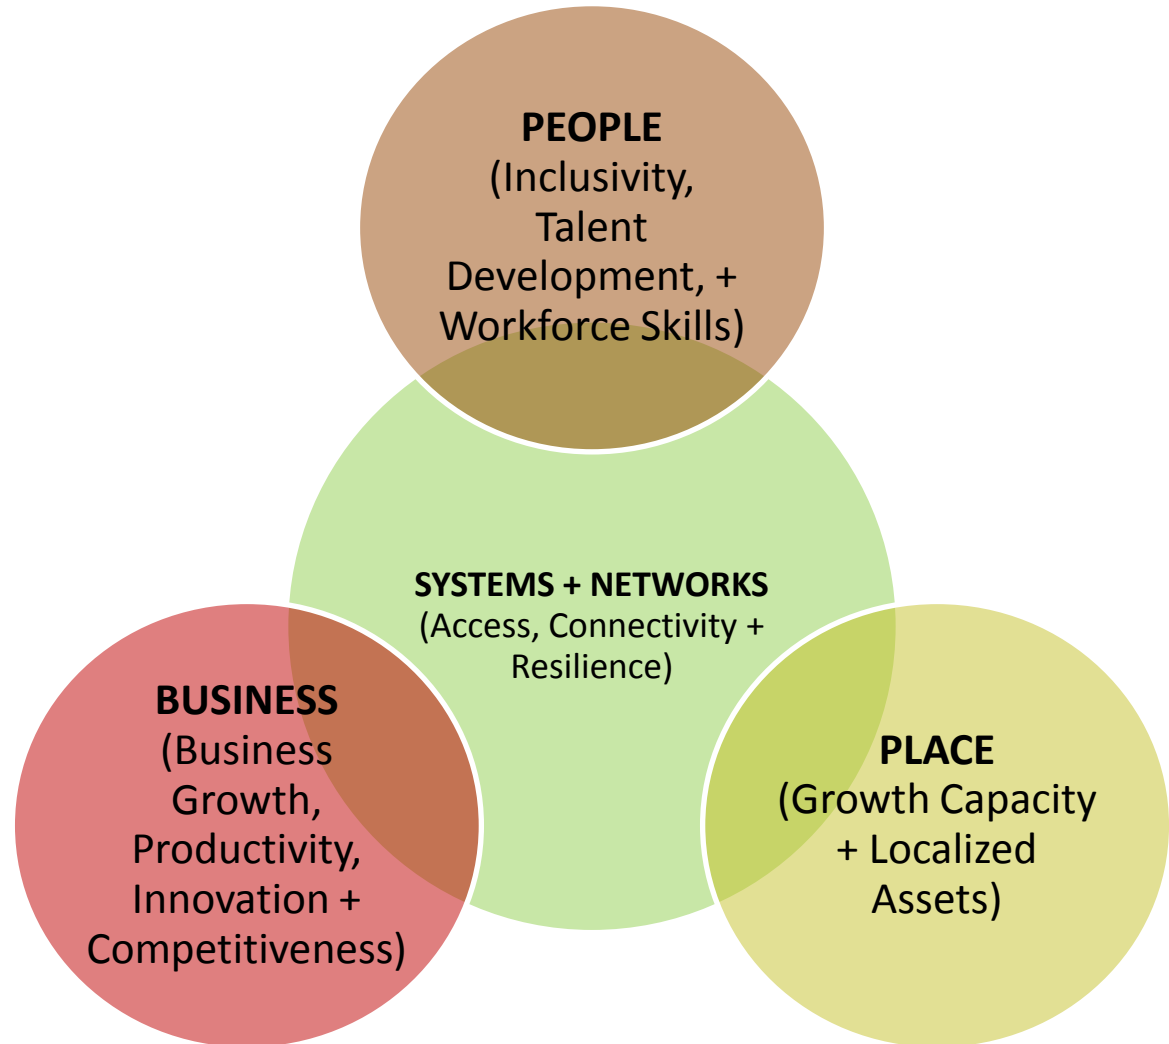 PEOPLE
(Inclusivity,
Talent
Development, +
Workforce Skills)
SYSTEMS + NETWORKS
(Access, Connectivity +
Resilience)
BUSINESS
(Business
Growth,
Productivity,
Innovation +
Competitiveness)
PLACE
(Growth Capacity
+ Localized
Assets)